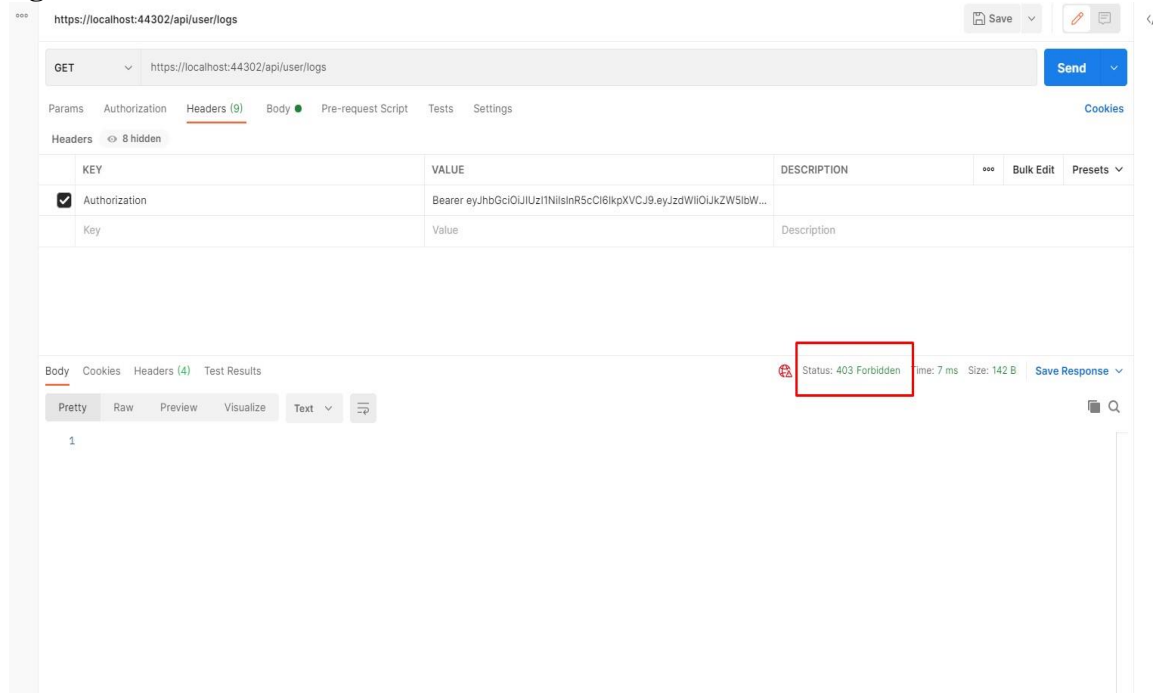 https://localhost:44302/api/user/logs
Save
GET https://localhost:44302/api/user/logs Send
Params Authorization Headers (9) Body Pre-request Script Tests Settings Cookies
Headers 8 hidden
KEY VALUE DESCRIPTION Bulk Edit Presets
Authorization Bearer eyJhbGciOiJIUzI1NiIsInR5cCI6IkpXVCJ9.eyJzdWIiOiJkZW5lbW...
Key Value Description
Body Cookies Headers (4) Test Results Status: 403 Forbidden Time: 7 ms Size: 142 B Save Response
Pretty Raw Preview Visualize Text
1